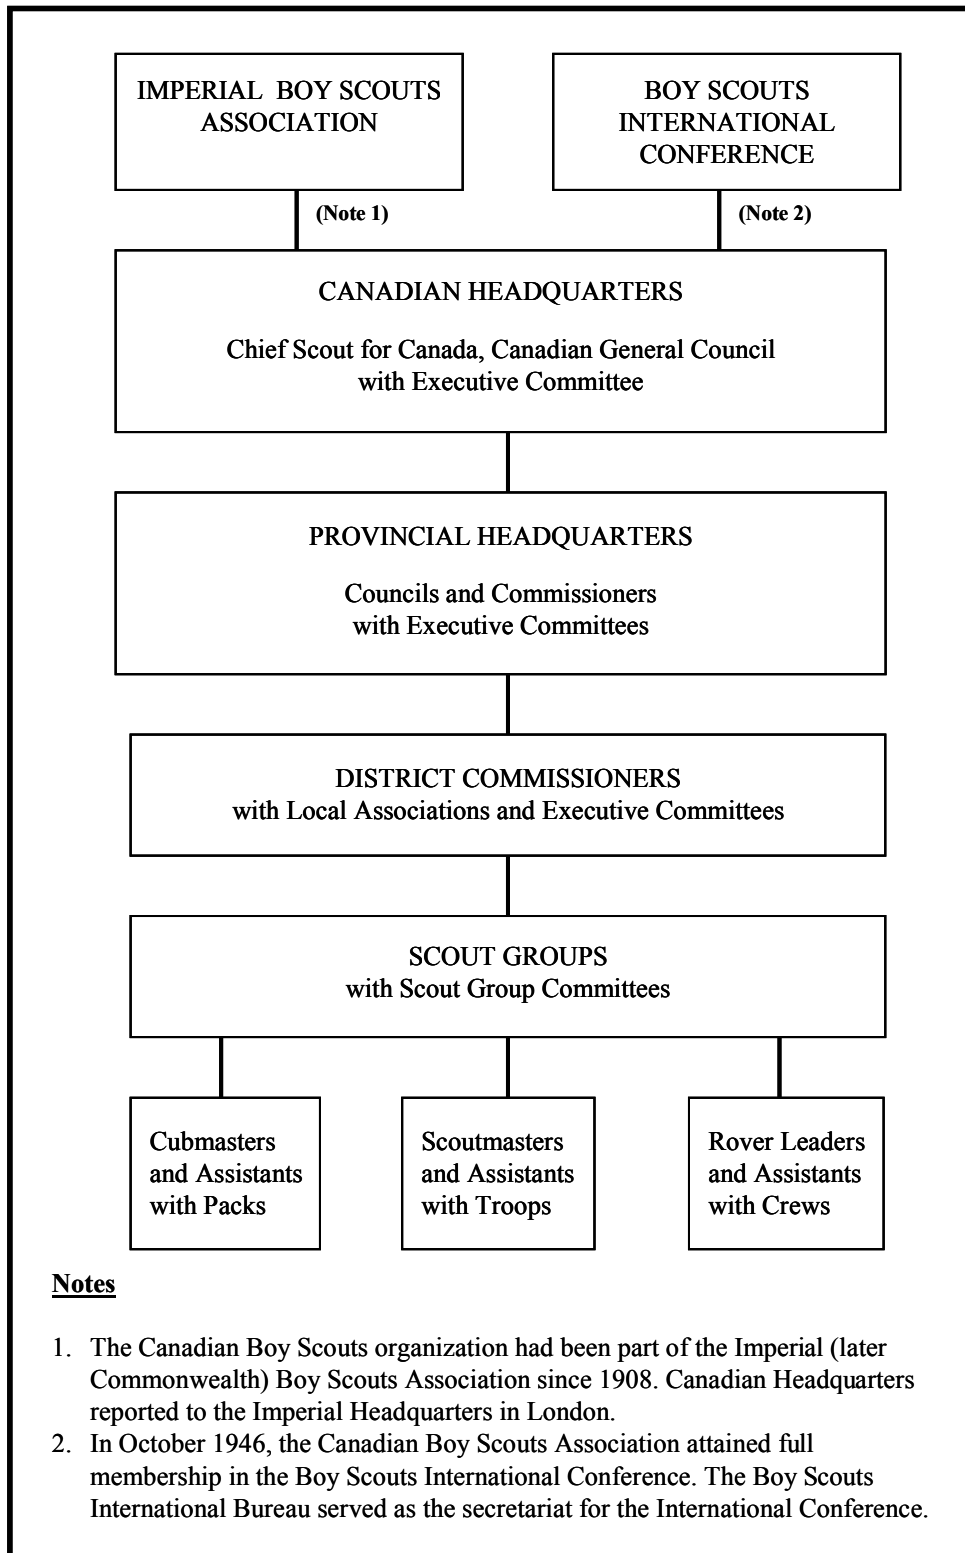 IMPERIAL BOY SCOUTS
ASSOCIATION
BOY SCOUTS
INTERNATIONAL
CONFERENCE
(Note 1)
(Note 2)
CANADIAN HEADQUARTERS
Chief Scout for Canada, Canadian General Council
with Executive Committee
PROVINCIAL HEADQUARTERS
Councils and Commissioners
with Executive Committees
DISTRICT COMMISSIONERS
with Local Associations and Executive Committees
SCOUT GROUPS
with Scout Group Committees
Cubmasters
and Assistants
with Packs
Scoutmasters
and Assistants
with Troops
Rover Leaders
and Assistants
with Crews
Notes
1. The Canadian Boy Scouts organization had been part of the Imperial (later
Commonwealth) Boy Scouts Association since 1908. Canadian Headquarters
reported to the Imperial Headquarters in London.
2. In October 1946, the Canadian Boy Scouts Association attained full
membership in the Boy Scouts International Conference. The Boy Scouts
International Bureau served as the secretariat for the International Conference.